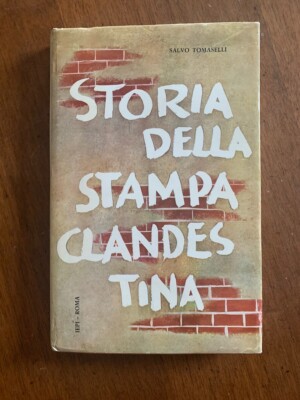 SALVO TOMASELLI
STORIA
DELLA
STAMPA
CLANDES
TINA
IEPI - ROMA